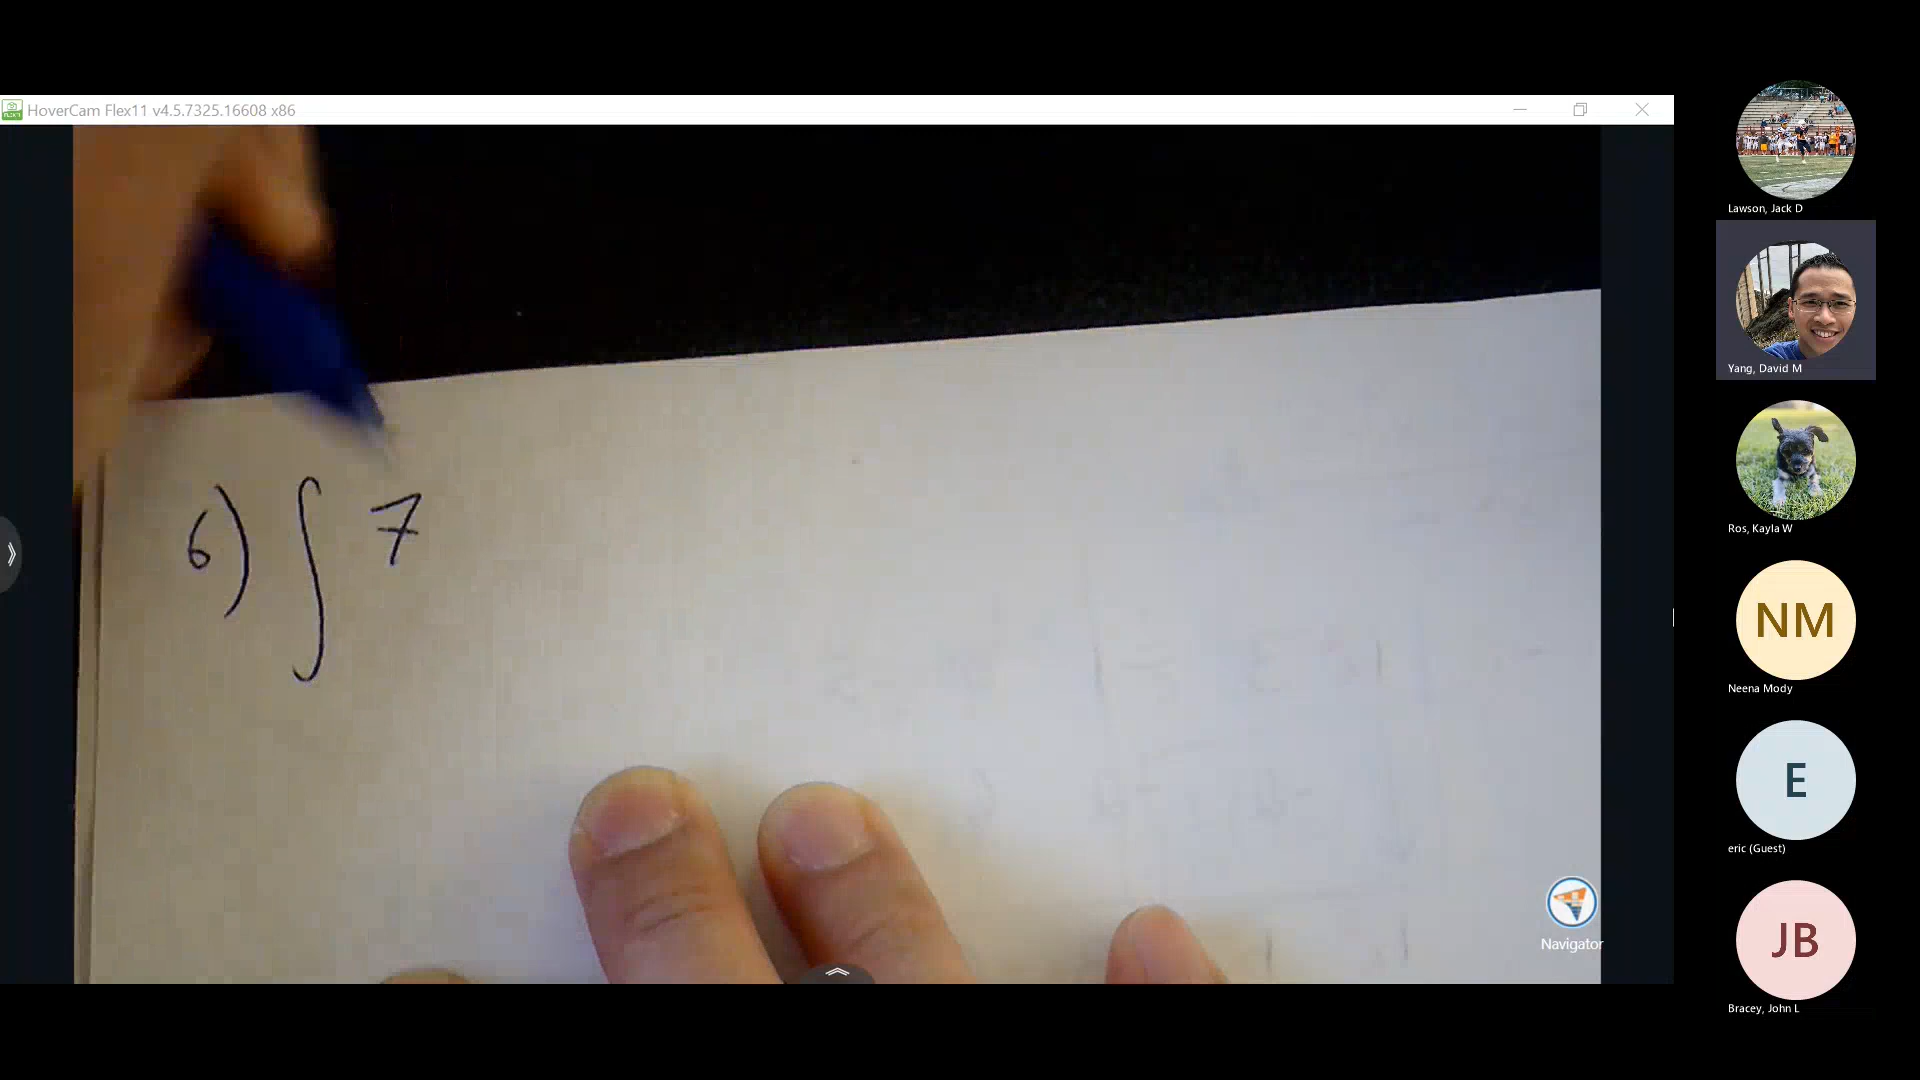 HoverCam Flex11 v4.5.7325.16608 x86
6) ∫ 7
Navigator
Lawson, Jack D
Yang, David M
Ros, Kayla W
NM
Neena Mody
E
eric (Guest)
JB
Bracey, John L